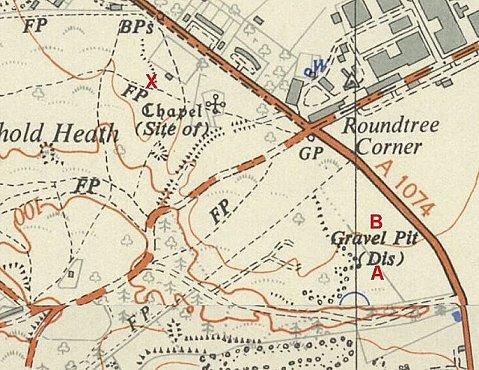 FP
BPs
FP
W
X
FP
Chapel
(Site of)
hold Heath
Roundtree
Corner
GP
A 1074
FP
FP
100
B
Gravel Pit
(Dis)
A
FP